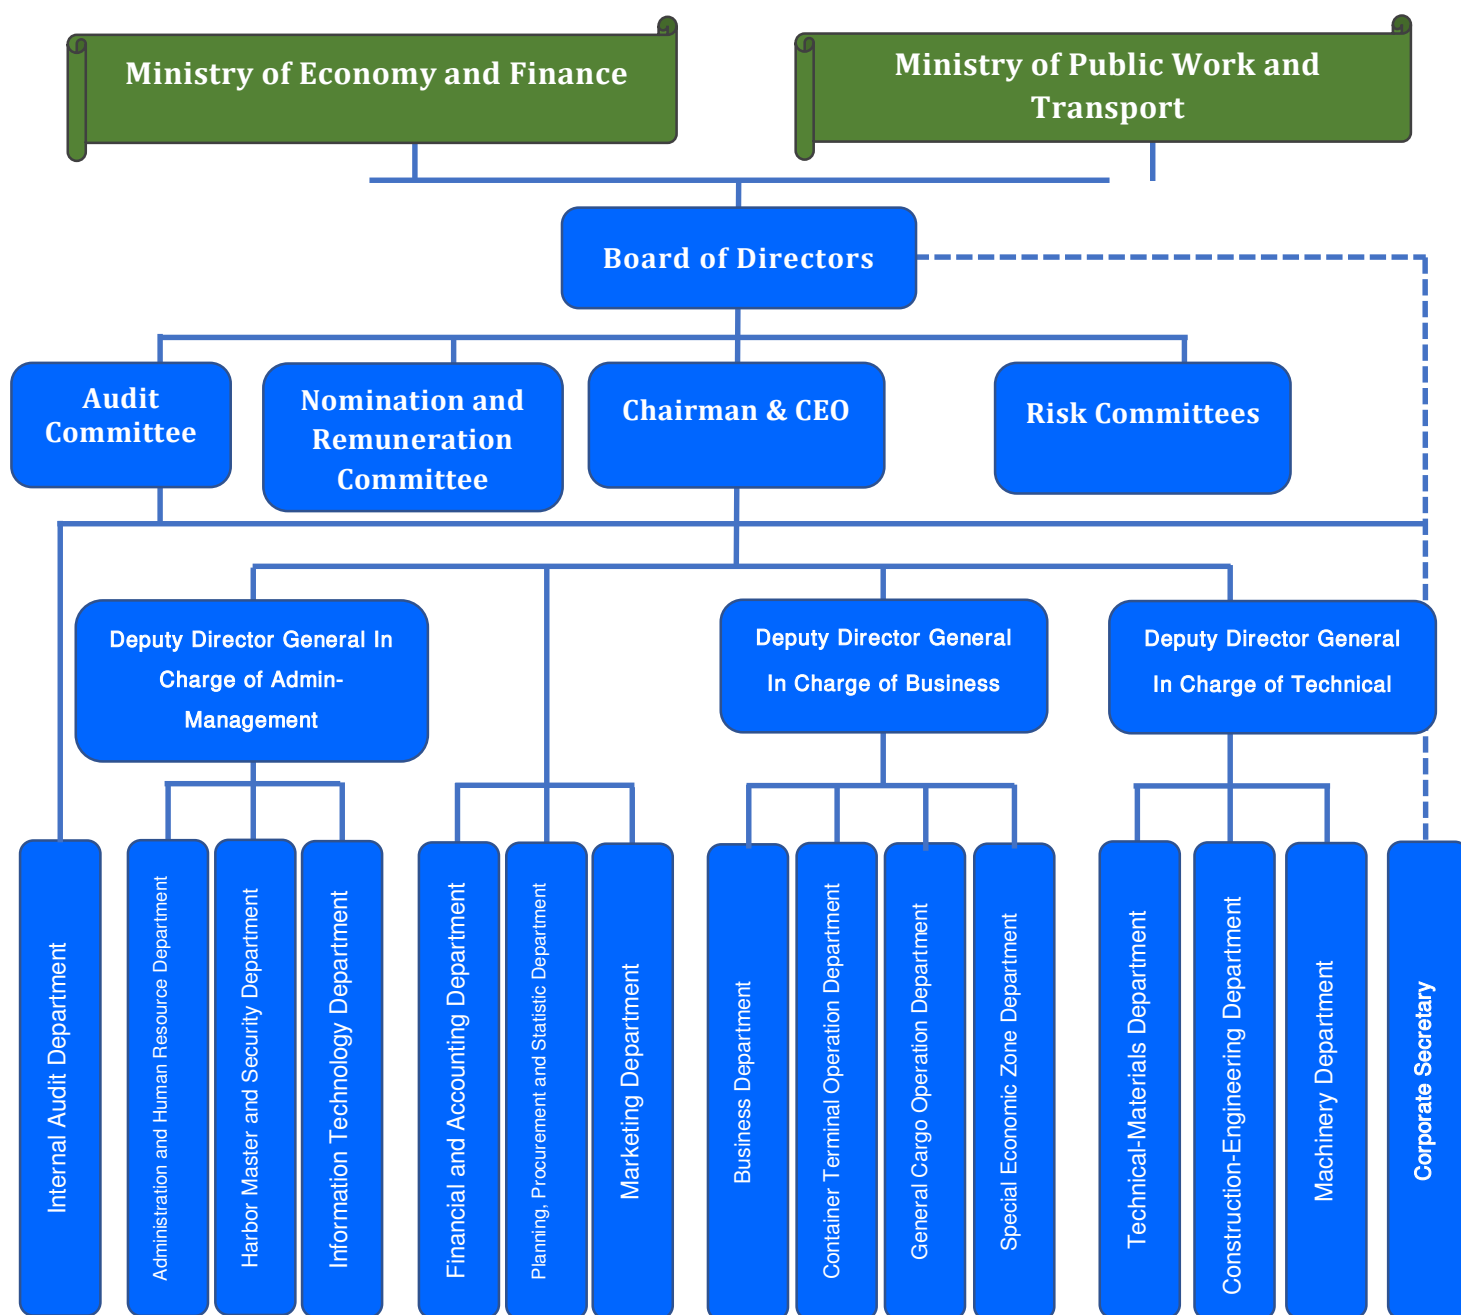 Ministry of Economy and Finance
Ministry of Public Work and
Transport
Board of Directors
Audit
Committee
Nomination and
Remuneration
Committee
Chairman & CEO
Risk Committees
Deputy Director General In
Charge of Admin-
Management
Deputy Director General
In Charge of Business
Deputy Director General
In Charge of Technical
Internal Audit Department
Administration and Human Resource Department
Harbor Master and Security Department
Information Technology Department
Financial and Accounting Department
Planning, Procurement and Statistic Department
Marketing Department
Business Department
Container Terminal Operation Department
General Cargo Operation Department
Special Economic Zone Department
Technical-Materials Department
Construction-Engineering Department
Machinery Department
Corporate Secretary